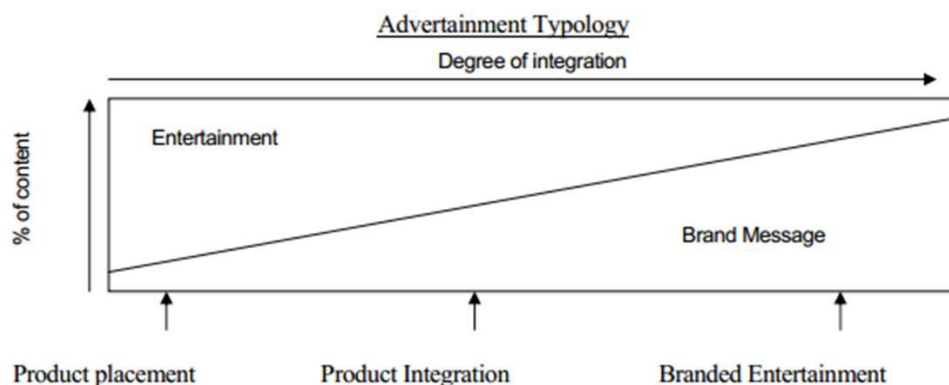 Advertainment Typology
Degree of integration
% of content
Entertainment
Brand Message
Product placement
Product Integration
Branded Entertainment